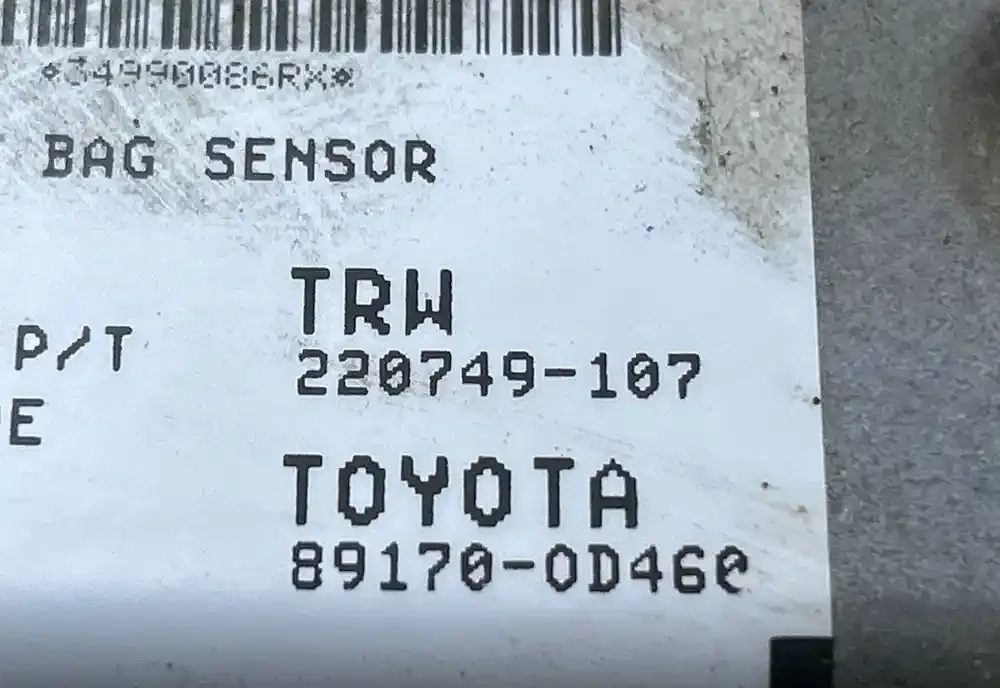 *34990086RX*
BAG SENSOR
TRW
P/T
220749-107
E
TOYOTA
89170-0D460